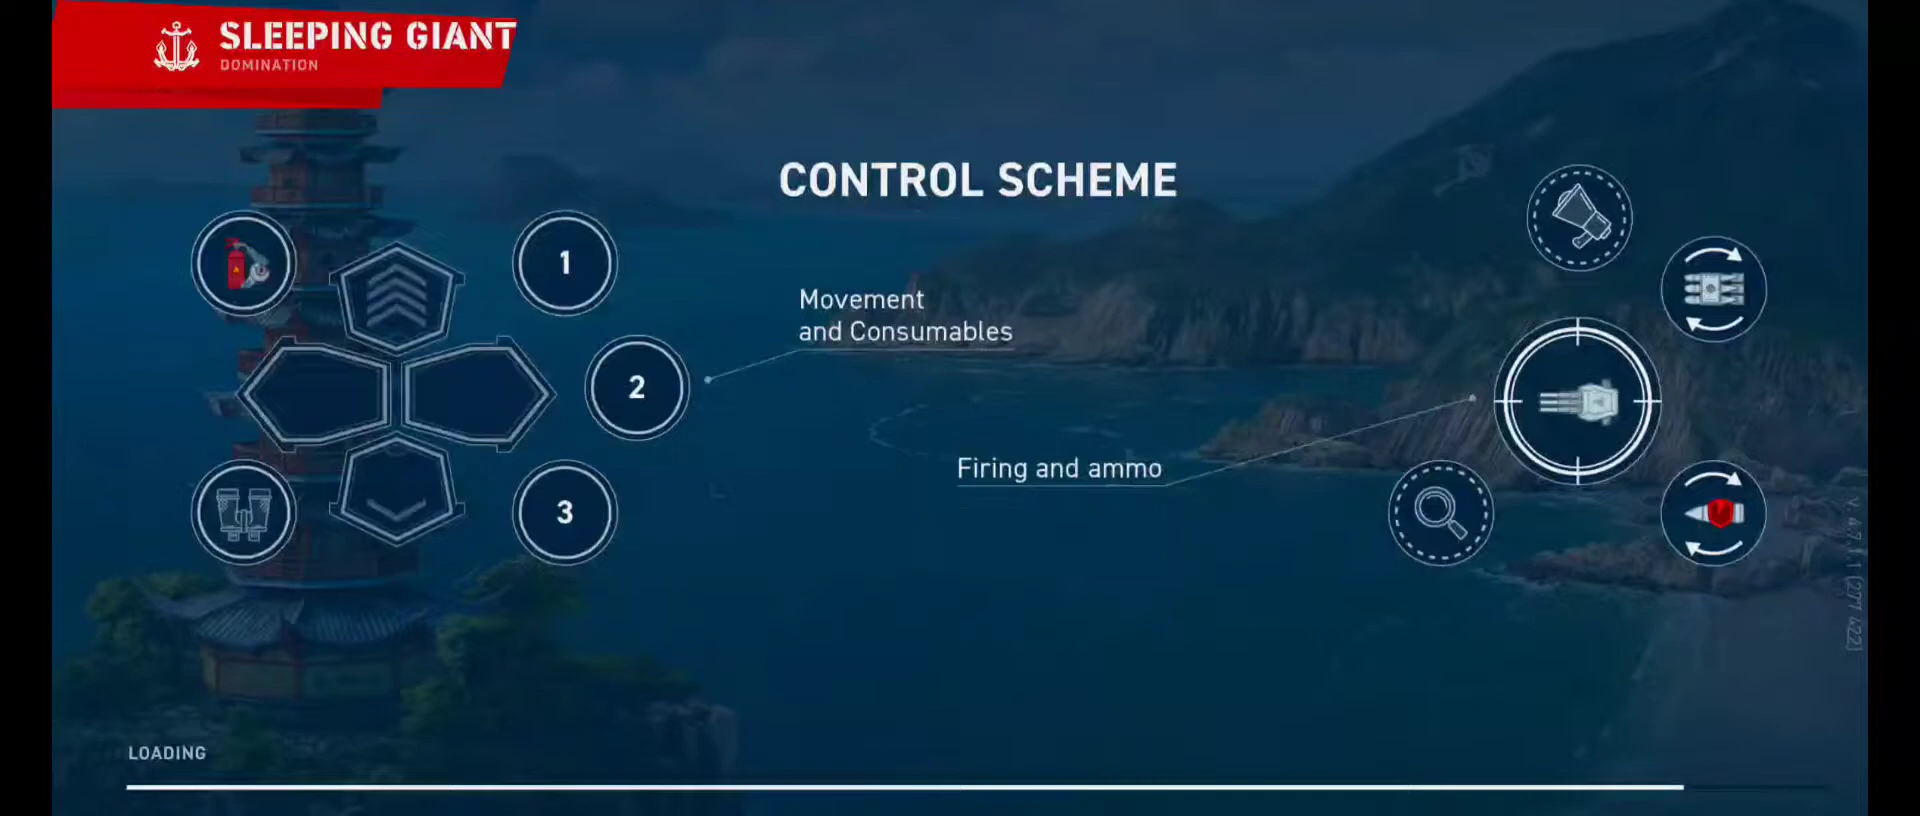 SLEEPING GIANT
DOMINATION
CONTROL SCHEME
1
Movement
and Consumables
2
Firing and ammo
3
LOADING